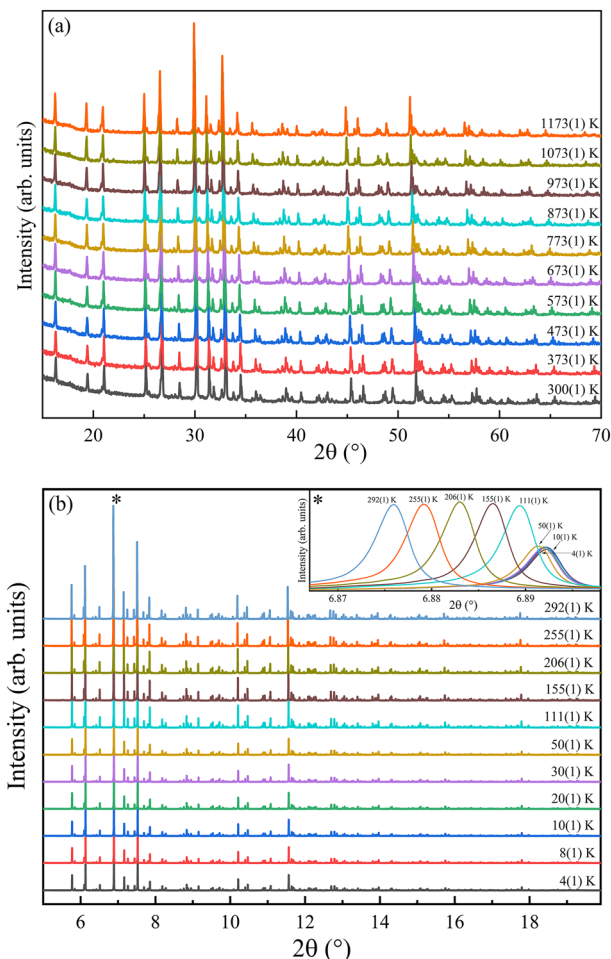 (a)
Intensity (arb. units)
1173(1) K
1073(1) K
973(1) K
873(1) K
773(1) K
673(1) K
573(1) K
473(1) K
373(1) K
300(1) K
20 30 40 50 60 70
2θ (°)
(b)
*
*
292(1) K 255(1) K 206(1) K 155(1) K 111(1) K
50(1) K
10(1) K
4(1) K
Intensity (arb. units)
6.87 6.88 6.89
2θ (°)
Intensity (arb. units)
292(1) K
255(1) K
206(1) K
155(1) K
111(1) K
50(1) K
30(1) K
20(1) K
10(1) K
8(1) K
4(1) K
6 8 10 12 14 16 18
2θ (°)